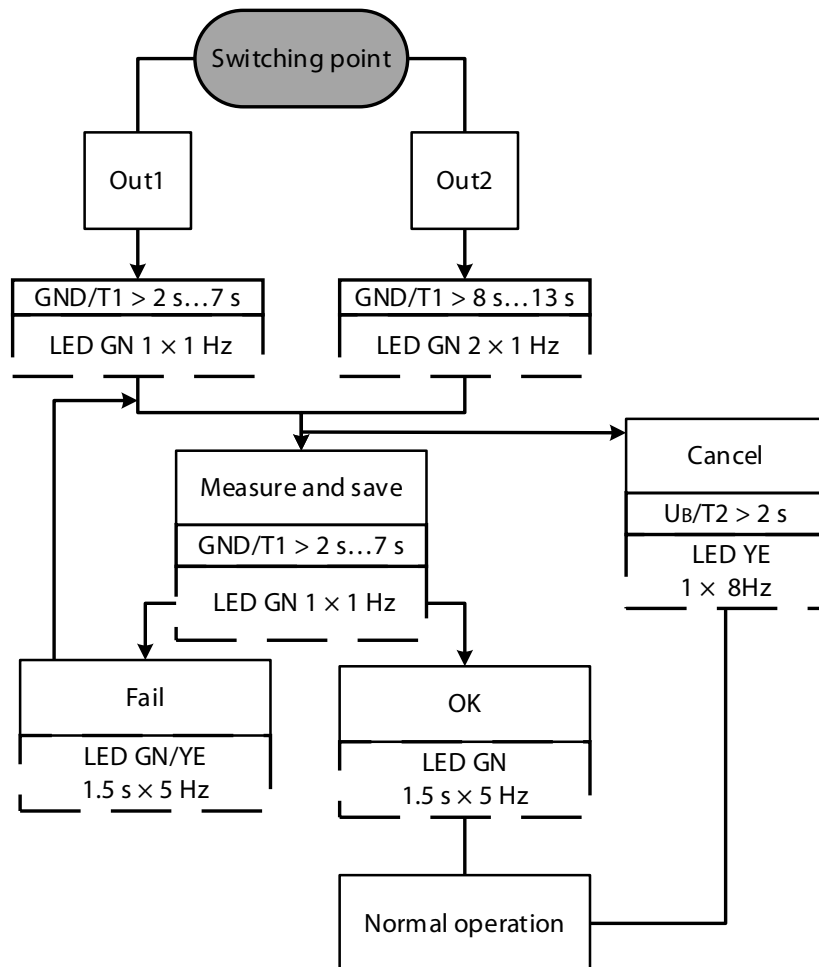 Switching point
Out1
Out2
GND/T1 > 2 s…7 s
LED GN 1 × 1 Hz
GND/T1 > 8 s…13 s
LED GN 2 × 1 Hz
Measure and save
GND/T1 > 2 s…7 s
LED GN 1 × 1 Hz
Cancel
UB/T2 > 2 s
LED YE
1 × 8Hz
Fail
LED GN/YE
1.5 s × 5 Hz
OK
LED GN
1.5 s × 5 Hz
Normal operation